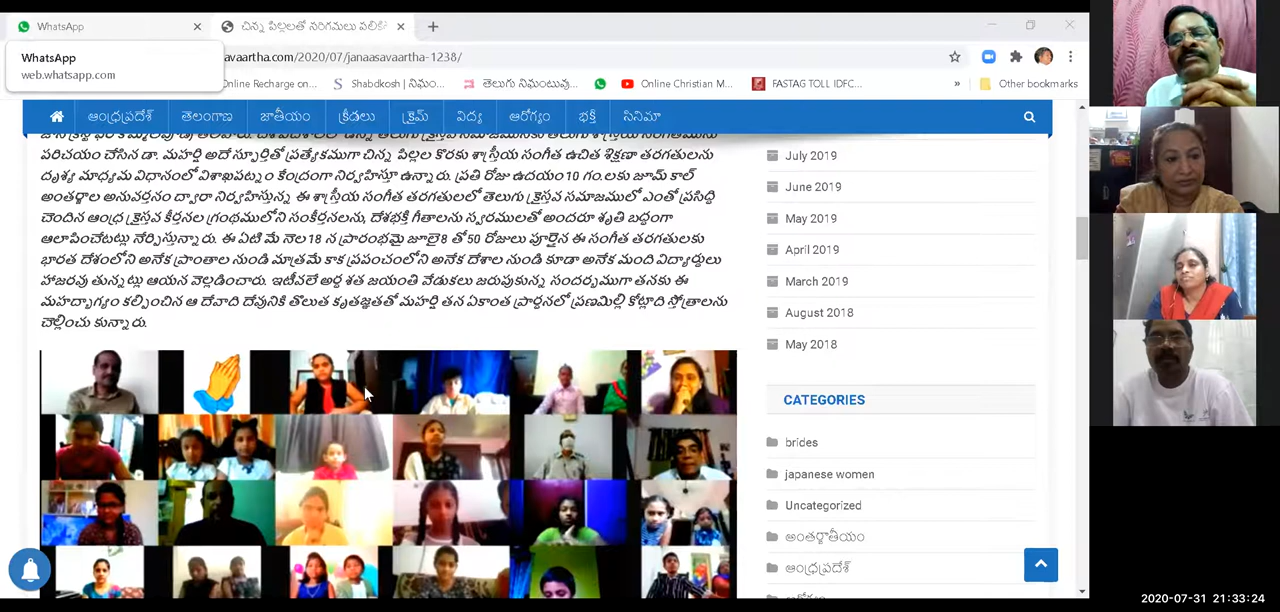 WhatsApp
చిన్న పిల్లలతో సరిగమలు పలికి
WhatsApp
web.whatsapp.com
avaartha.com/2020/07/janaasavaartha-1238/
Online Recharge on...
Shabdkosh | నిఘం...
తెలుగు నిఘంటువు...
Online Christian M...
FASTAG TOLL IDFC...
»
Other bookmarks
ఆంధ్రప్రదేశ్
తెలంగాణ
జాతీయం
క్రీడలు
క్రైమ్
విద్య
ఆరోగ్యం
భక్తి
సినిమా
పరిచయం చేసిన డా. మహర్షి అదే స్ఫూర్తితో ప్రత్యేకముగా చిన్న పిల్లల కొరకు శాస్త్రీయ సంగీత ఉచిత శిక్షణా తరగతులను
దృశ్య మాధ్యమ విధానంలో విశాఖపట్నం కేంద్రంగా నిర్వహిస్తూ ఉన్నారు. ప్రతి రోజు ఉదయం 10 గం.లకు జూమ్ కాల్
అంతర్జాల అనువర్తనం ద్వారా నిర్వహిస్తున్న ఈ శాస్త్రీయ సంగీత తరగతులలో తెలుగు క్రైస్తవ సమాజములో ఎంతో ప్రసిద్ధి
చెందిన ఆంధ్ర క్రైస్తవ కీర్తనల గ్రంథములోని సంకీర్తనలను, దేశభక్తి గీతాలను స్వరములతో అందరూ శృతి బద్ధంగా
ఆలాపించేటట్లు నేర్పిస్తున్నారు. ఈ ఏటి మే నెల 18 న ప్రారంభమై జూలై 8 తో 50 రోజులు పూర్తైన ఈ సంగీత తరగతులకు
భారత దేశంలోని అనేక ప్రాంతాల నుండి మాత్రమే కాక ప్రపంచంలోని అనేక దేశాల నుండి కూడా అనేక మంది విద్యార్థులు
హాజరవు తున్నట్లు ఆయన వెల్లడించారు. ఇటీవలే అర్ధ శత జయంతి వేడుకలు జరుపుకున్న సందర్భముగా తనకు ఈ
మహద్భాగ్యం కల్పించిన ఆ దేవాది దేవునికి తొలుత కృతజ్ఞతతో మహర్షి తన ఏకాంత ప్రార్థనలో ప్రణమిల్లి కోట్లాది స్తోత్రాలను
చెల్లించు కున్నారు.
July 2019
June 2019
May 2019
April 2019
March 2019
August 2018
May 2018
CATEGORIES
brides
japanese women
Uncategorized
అంతర్జాతీయం
ఆంధ్రప్రదేశ్
2020-07-31 21:33:24